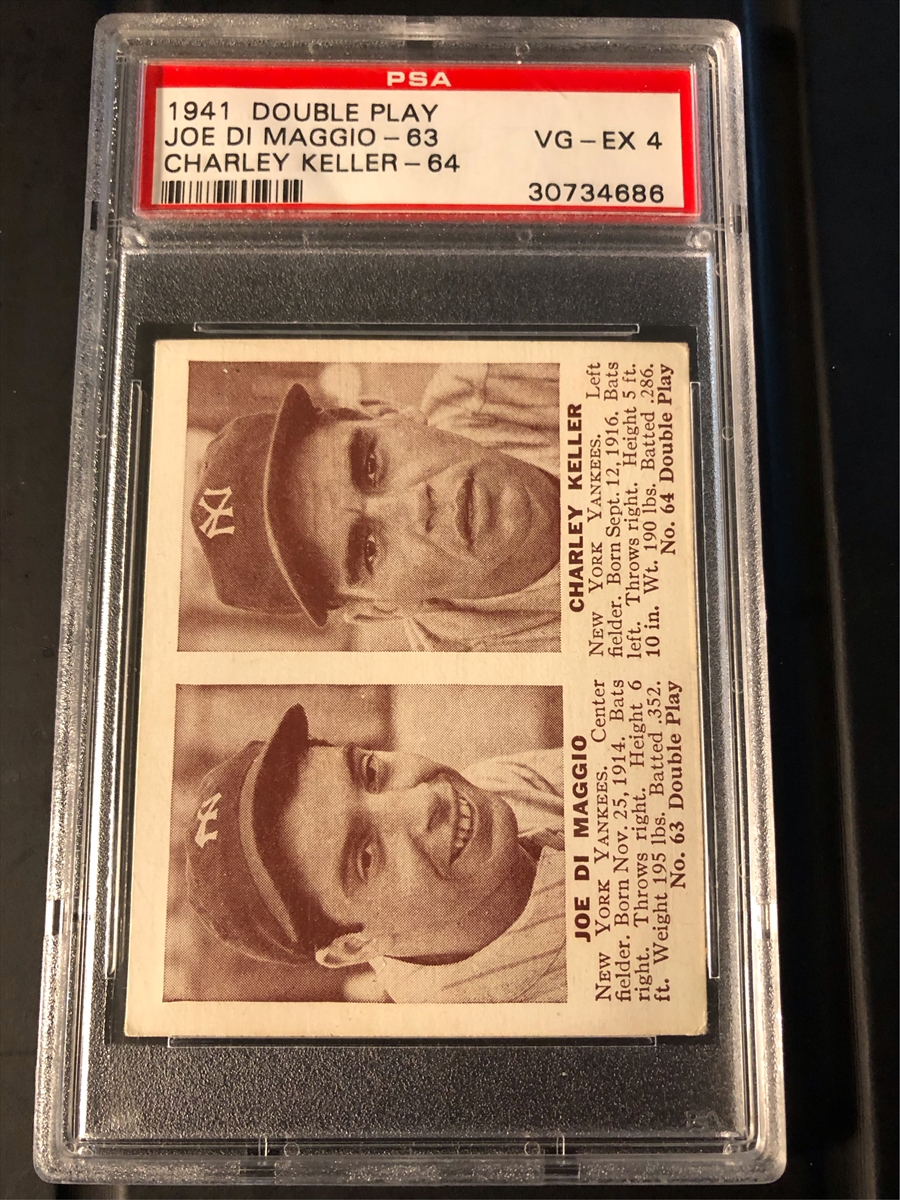 PSA
1941 DOUBLE PLAY
JOE DI MAGGIO-63
CHARLEY KELLER-64
VG-EX 4
30734686
JOE DI MAGGIO
NEW YORK YANKEES. Center
fielder. Born Nov. 25, 1914. Bats
right. Throws right. Height 6
ft. Weight 195 lbs. Batted .352.
No. 63 Double Play
CHARLEY KELLER
NEW YORK YANKEES. Left
fielder. Born Sept. 12, 1916. Bats
left. Throws right. Height 5 ft.
10 in. Wt. 190 lbs. Batted .286.
No. 64 Double Play
NY
NY